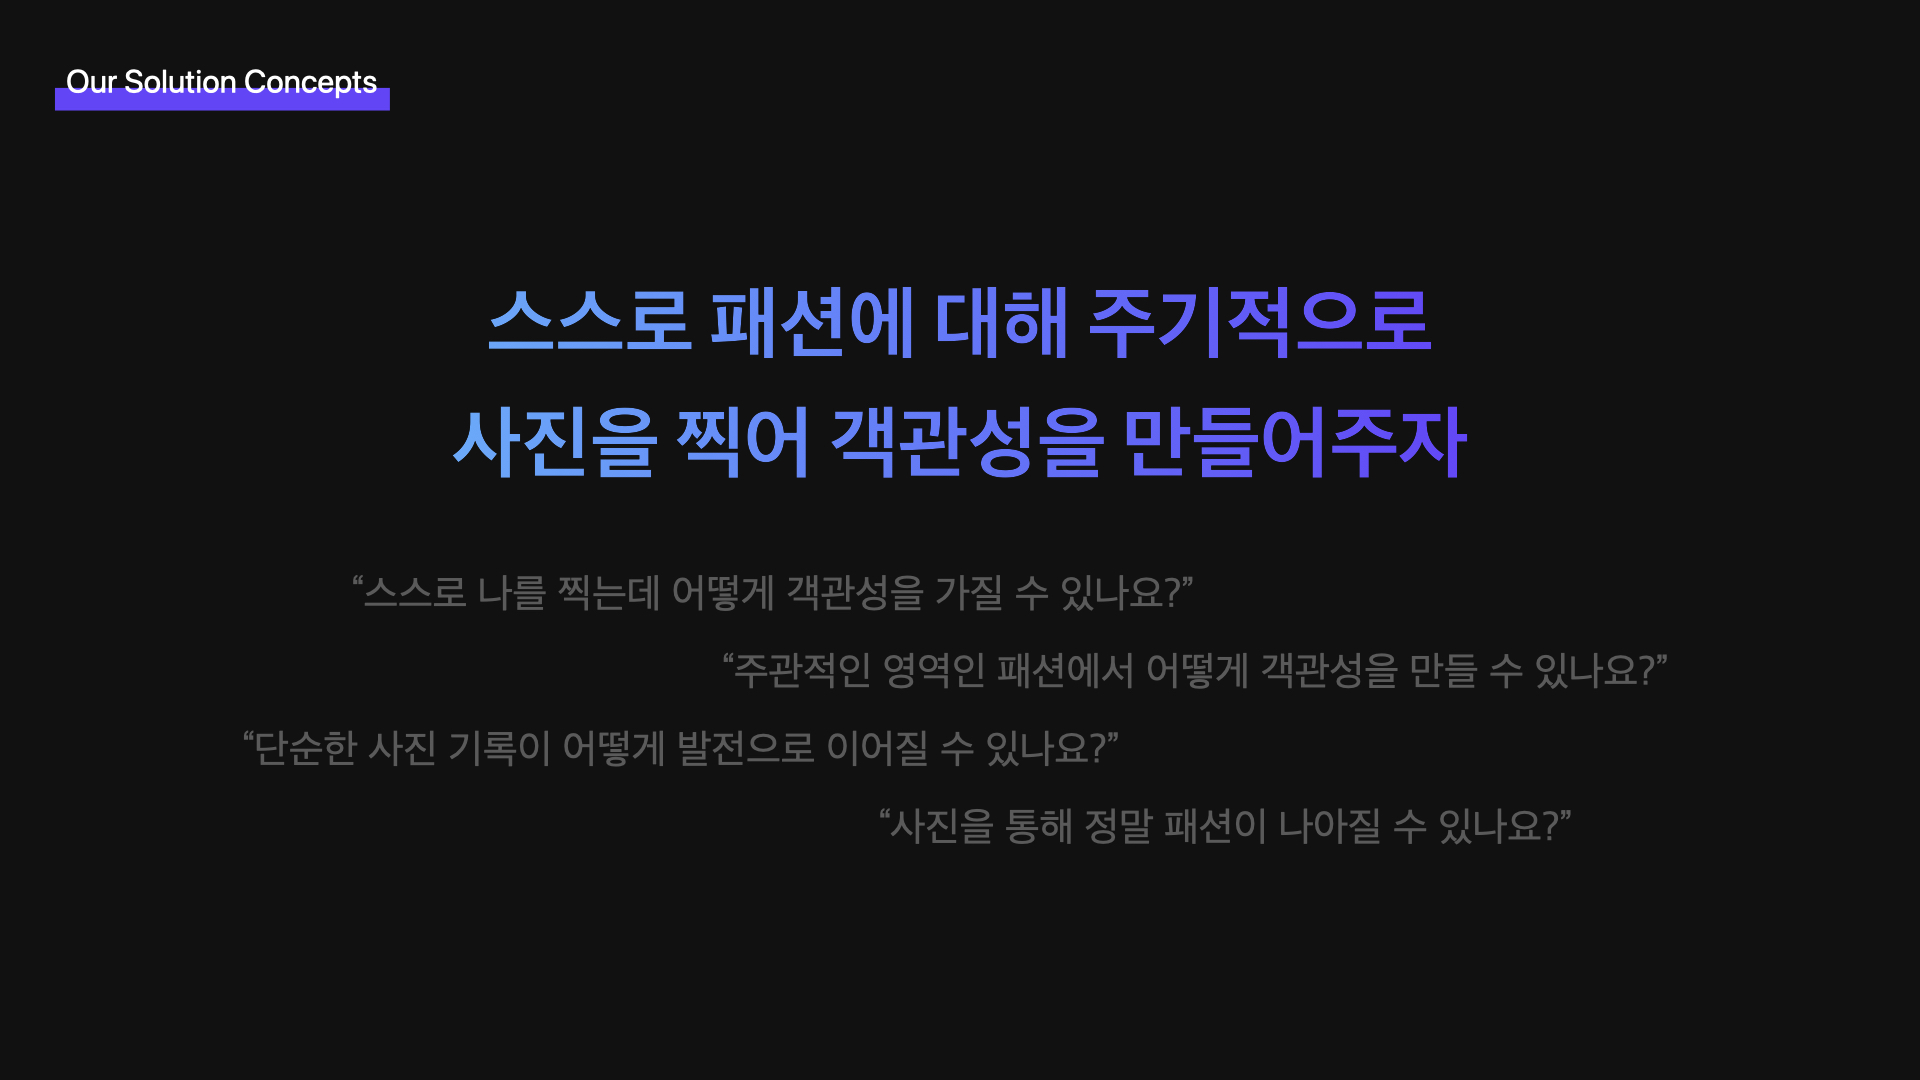 Our Solution Concepts
스스로 패션에 대해 주기적으로
사진을 찍어 객관성을 만들어주자
“스스로 나를 찍는데 어떻게 객관성을 가질 수 있나요?”
“주관적인 영역인 패션에서 어떻게 객관성을 만들 수 있나요?”
“단순한 사진 기록이 어떻게 발전으로 이어질 수 있나요?”
“사진을 통해 정말 패션이 나아질 수 있나요?”